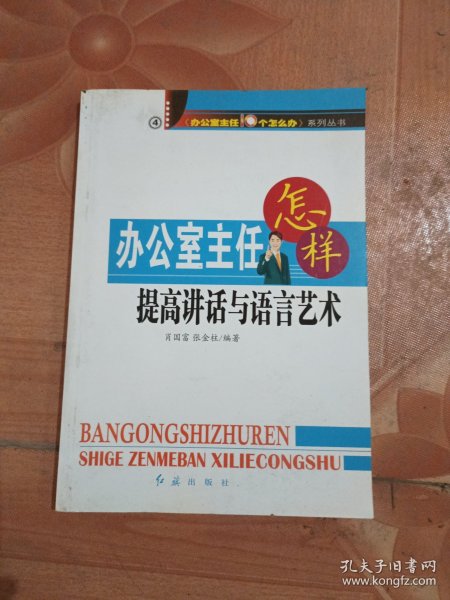 ④
《办公室主任10个怎么办》系列丛书
怎样
办公室主任
提高讲话与语言艺术
肖国富 张金柱/编著
BANGONGSHIZHUREN
SHIGE ZENMEBAN XILIECONGSHU
红旗出版社
孔夫子旧书网
www.kongfz.com